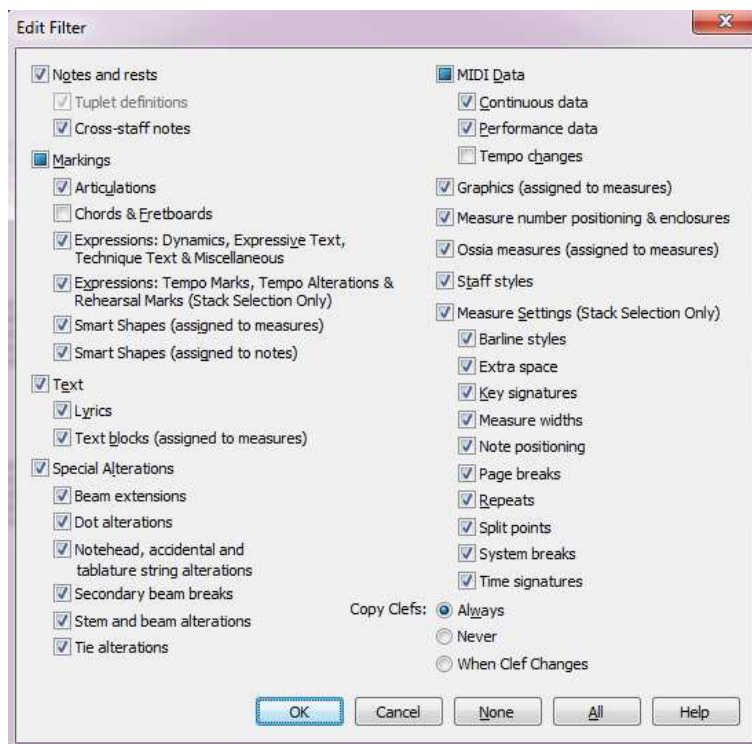 Edit Filter
Notes and rests
Tuplet definitions
Cross-staff notes
Markings
Articulations
Chords & Fretboards
Expressions: Dynamics, Expressive Text,
Technique Text & Miscellaneous
Expressions: Tempo Marks, Tempo Alterations &
Rehearsal Marks (Stack Selection Only)
Smart Shapes (assigned to measures)
Smart Shapes (assigned to notes)
Text
Lyrics
Text blocks (assigned to measures)
Special Alterations
Beam extensions
Dot alterations
Notehead, accidental and
tablature string alterations
Secondary beam breaks
Stem and beam alterations
Tie alterations
MIDI Data
Continuous data
Performance data
Tempo changes
Graphics (assigned to measures)
Measure number positioning & enclosures
Ossia measures (assigned to measures)
Staff styles
Measure Settings (Stack Selection Only)
Barline styles
Extra space
Key signatures
Measure widths
Note positioning
Page breaks
Repeats
Split points
System breaks
Time signatures
Copy Clefs: Always
Never
When Clef Changes
OK Cancel None All Help